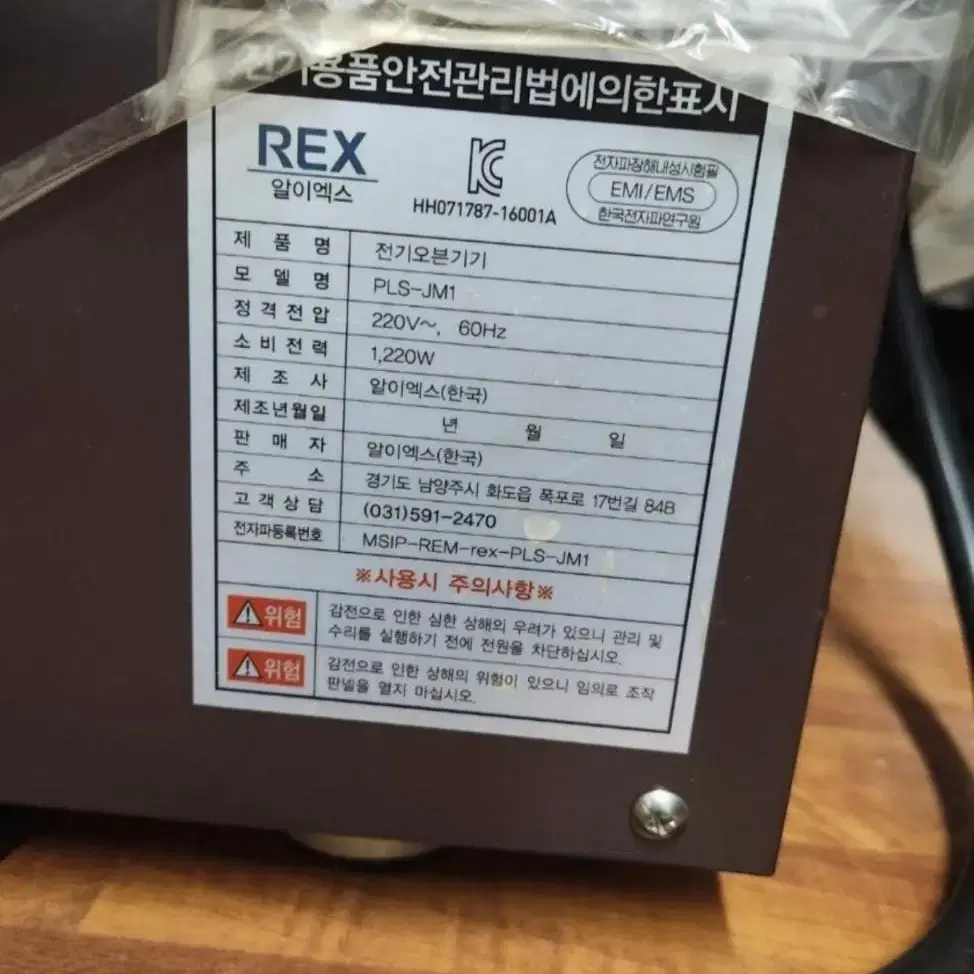 전기용품안전관리법에의한표시
REX
알이엑스
KC
HH071787-16001A
전자파장해내성시험필
EMI/EMS
한국전자파연구원
제 품 명 전기오븐기기
모 델 명 PLS-JM1
정 격 전 압 220V~, 60Hz
소 비 전 력 1,220W
제 조 사 알이엑스(한국)
제조년월일 년 월 일
판 매 자 알이엑스(한국)
주 소 경기도 남양주시 화도읍 폭포로 17번길 84B
고 객 상 담 (031)591-2470
전자파등록번호 MSIP-REM-rex-PLS-JM1
※사용시 주의사항※
위험 감전으로 인한 심한 상해의 우려가 있으니 관리 및
수리를 실행하기 전에 전원을 차단하십시오.
위험 감전으로 인한 상해의 위험이 있으니 임의로 조작
판넬을 열지 마십시오.